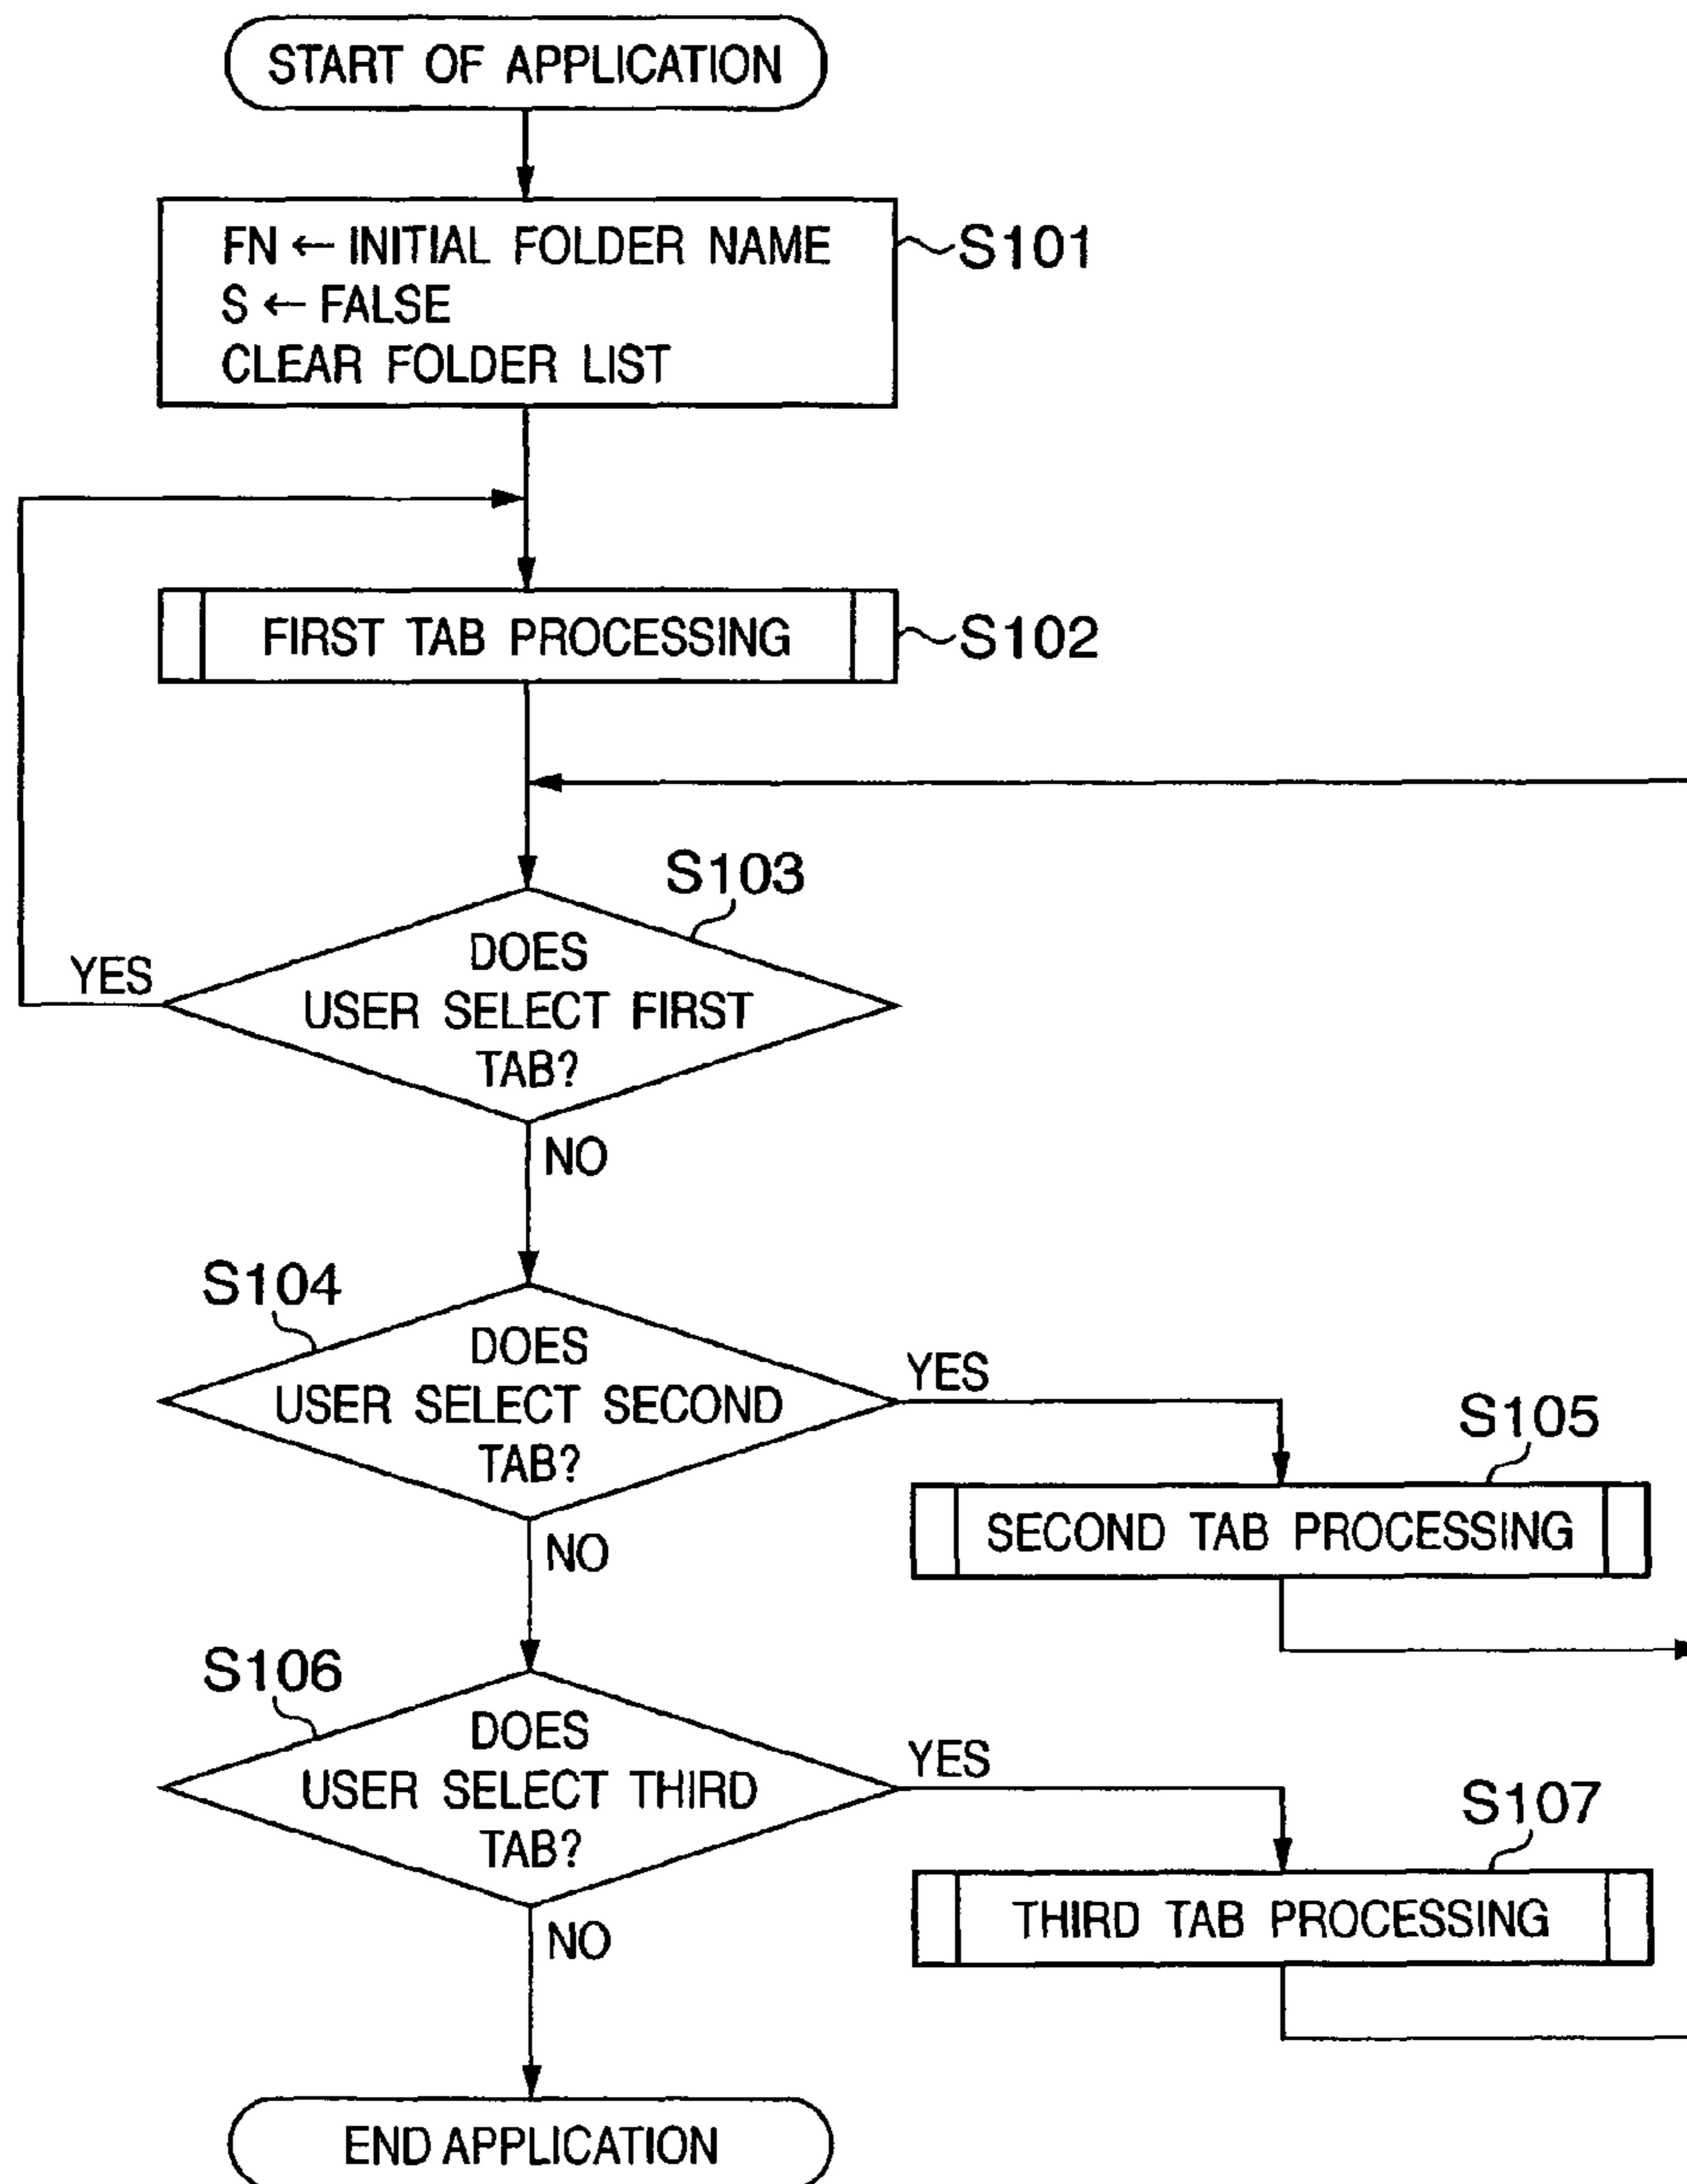 START OF APPLICATION
FN ← INITIAL FOLDER NAME
S ← FALSE
CLEAR FOLDER LIST
S101
FIRST TAB PROCESSING
S102
S103
DOES
USER SELECT FIRST
TAB?
YES
NO
S104
DOES
USER SELECT SECOND
TAB?
YES
S105
SECOND TAB PROCESSING
NO
S106
DOES
USER SELECT THIRD
TAB?
YES
S107
THIRD TAB PROCESSING
NO
END APPLICATION